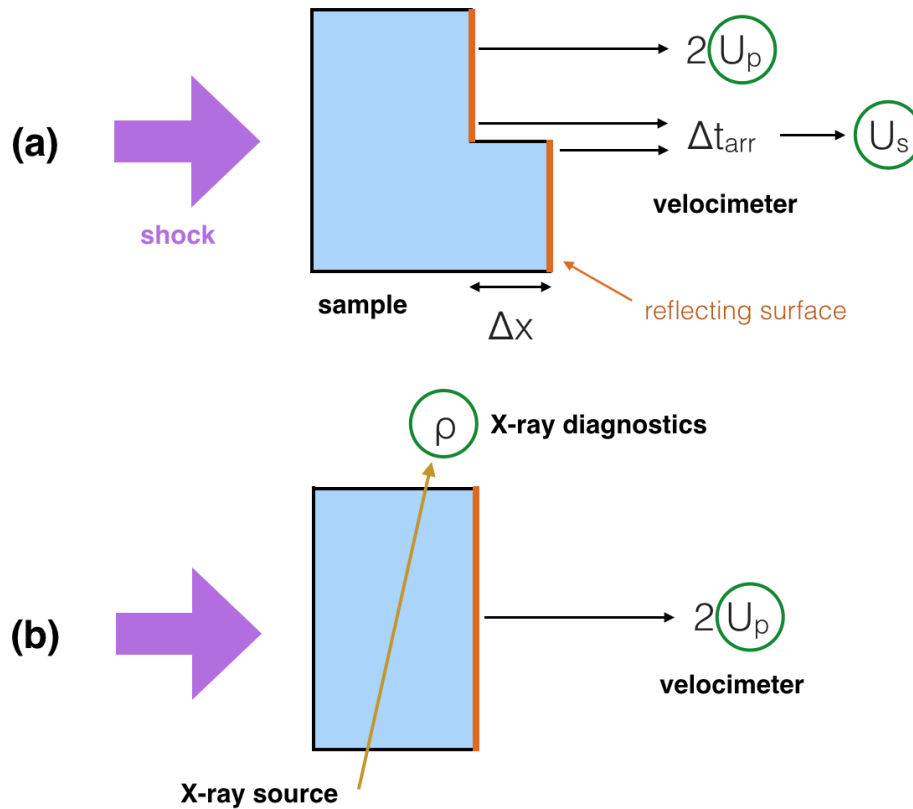 (a)
shock
sample
Δx
2Uₚ
Δtₐᵣᵣ
Uₛ
velocimeter
reflecting surface
ρ
X-ray diagnostics
(b)
2Uₚ
velocimeter
X-ray source